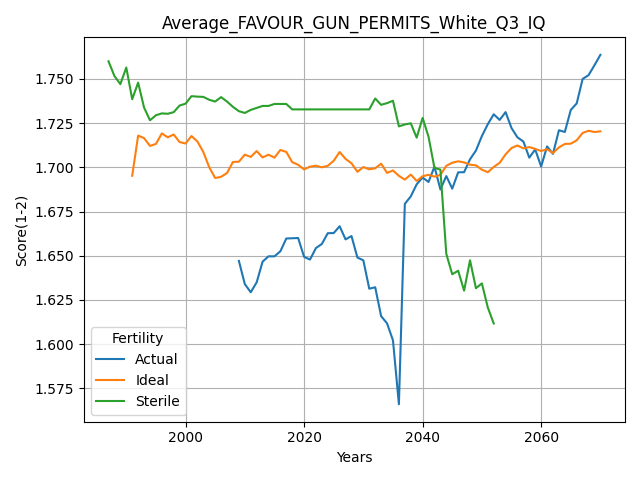 Average_FAVOUR_GUN_PERMITS_White_Q3_IQ
Score(1-2)
1.750
1.725
1.700
1.675
1.650
1.625
1.600
1.575
Fertility
Actual
Ideal
Sterile
2000
2020
2040
2060
Years